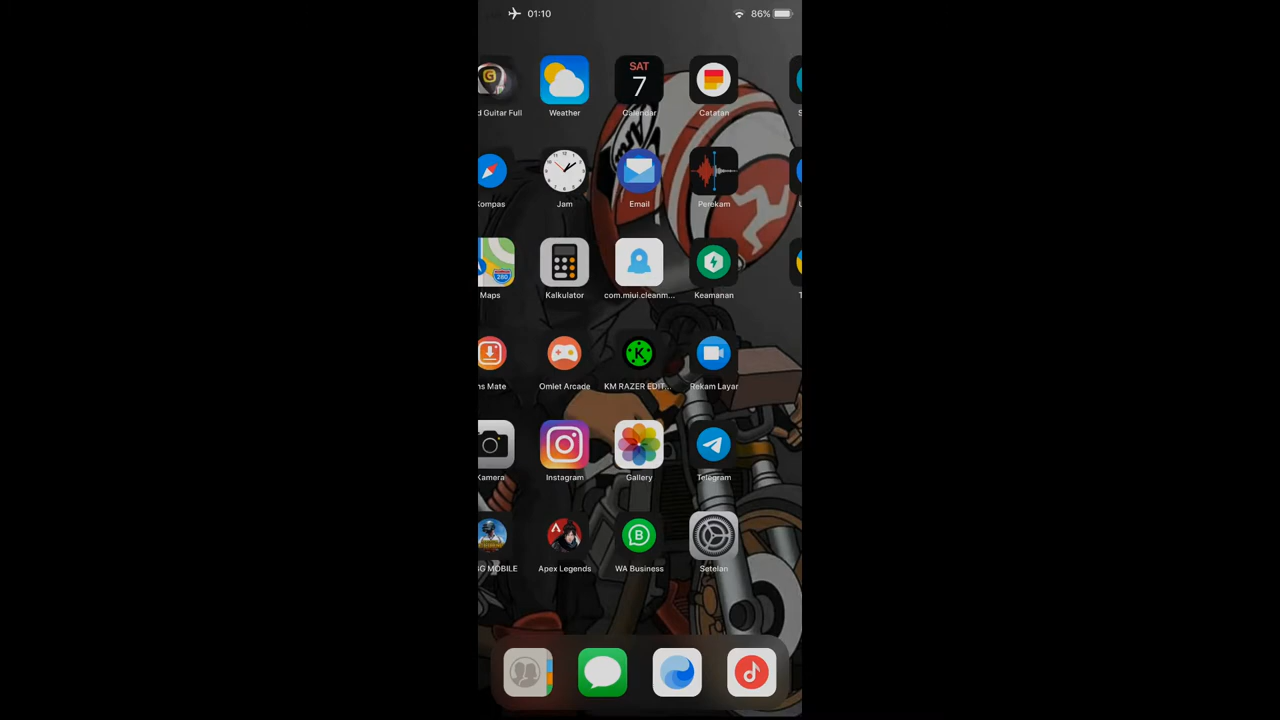 01:10
86%
SAT
7
d Guitar Full
Weather
Calendar
Catatan
Kompas
Jam
Email
Perekam
280
Maps
Kalkulator
com.miui.cleanm...
Keamanan
ns Mate
Omlet Arcade
KM RAZER EDIT...
Rekam Layar
Kamera
Instagram
Gallery
Telegram
G MOBILE
Apex Legends
WA Business
Setelan